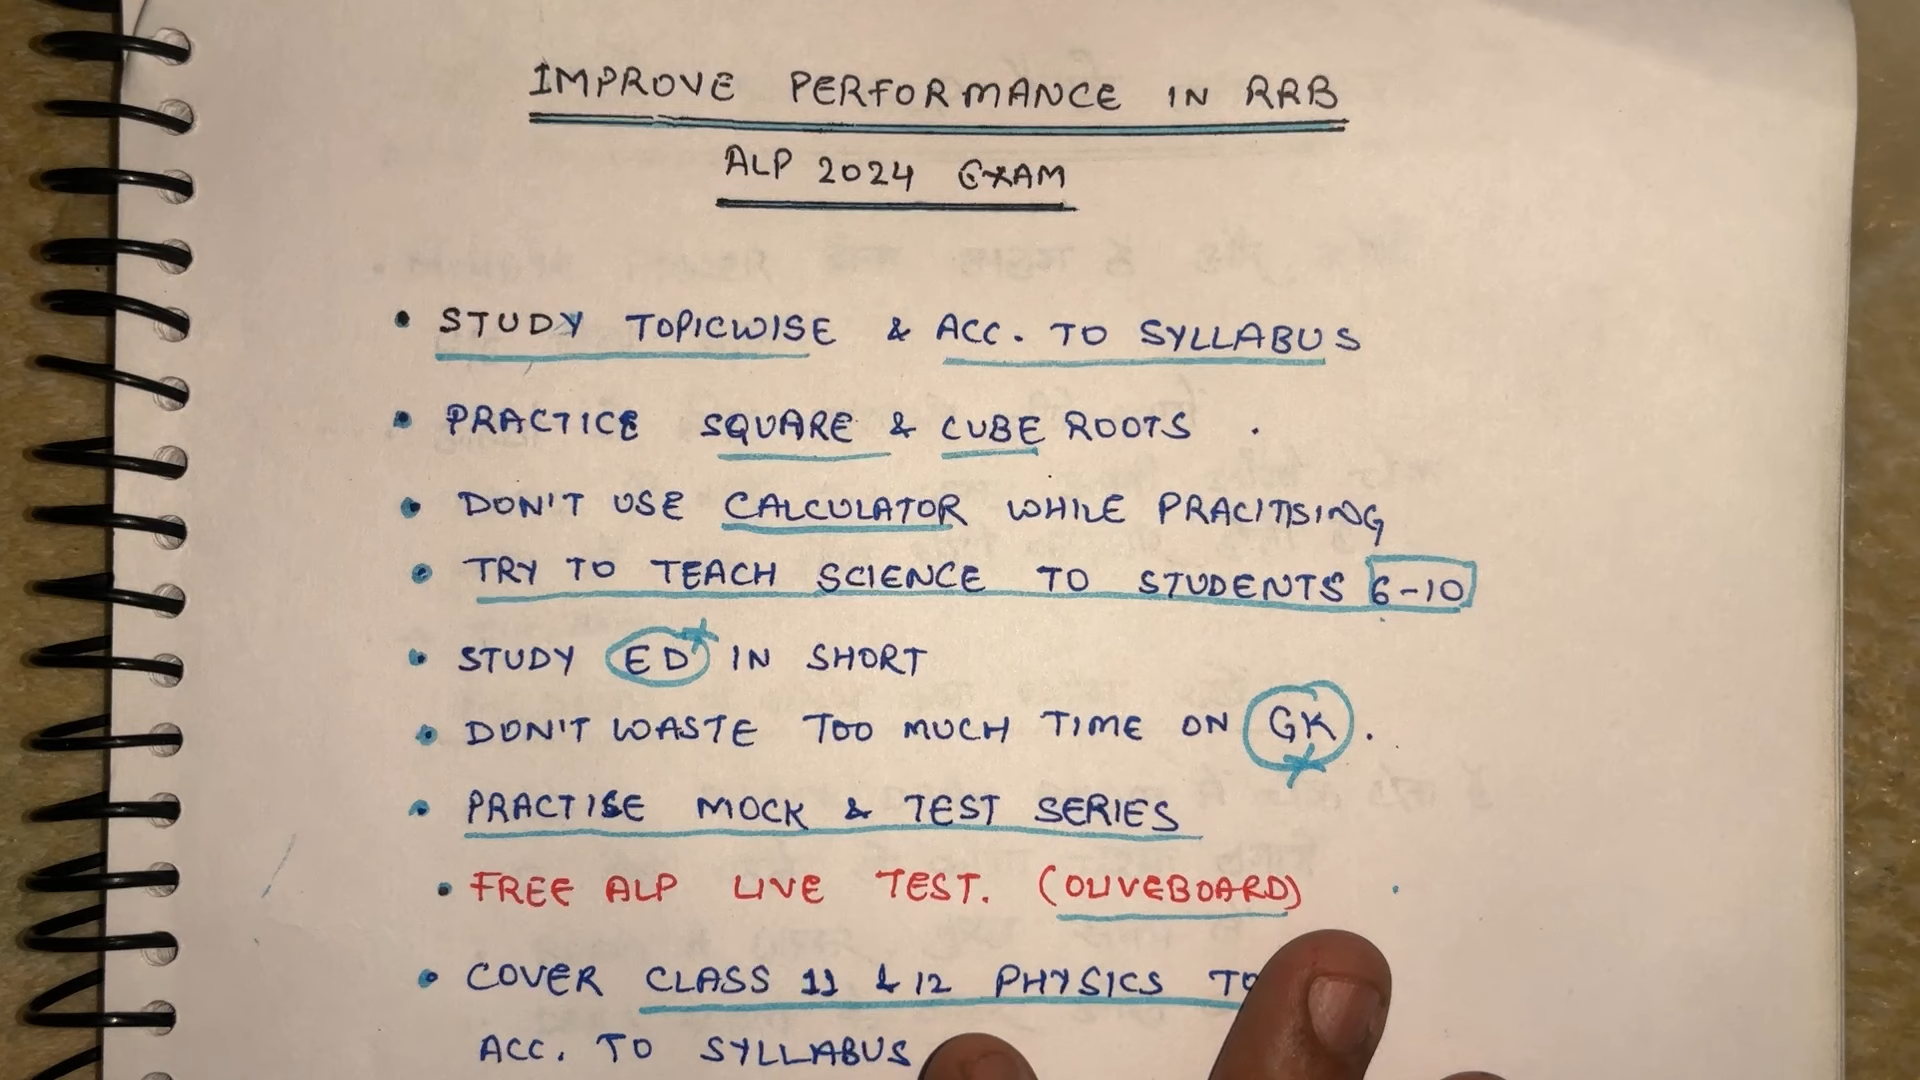 IMPROVE PERFORMANCE IN RRB
ALP 2024 EXAM
• STUDY TOPICWISE & ACC. TO SYLLABUS
• PRACTICE SQUARE & CUBE ROOTS .
• DON'T USE CALCULATOR WHILE PRACITISING
• TRY TO TEACH SCIENCE TO STUDENTS 6-10
• STUDY ED IN SHORT
• DON'T WASTE TOO MUCH TIME ON GK.
• PRACTISE MOCK & TEST SERIES
• FREE ALP LIVE TEST. (OLIVEBOARD)
• COVER CLASS 11 & 12 PHYSICS
ACC. TO SYLLABUS